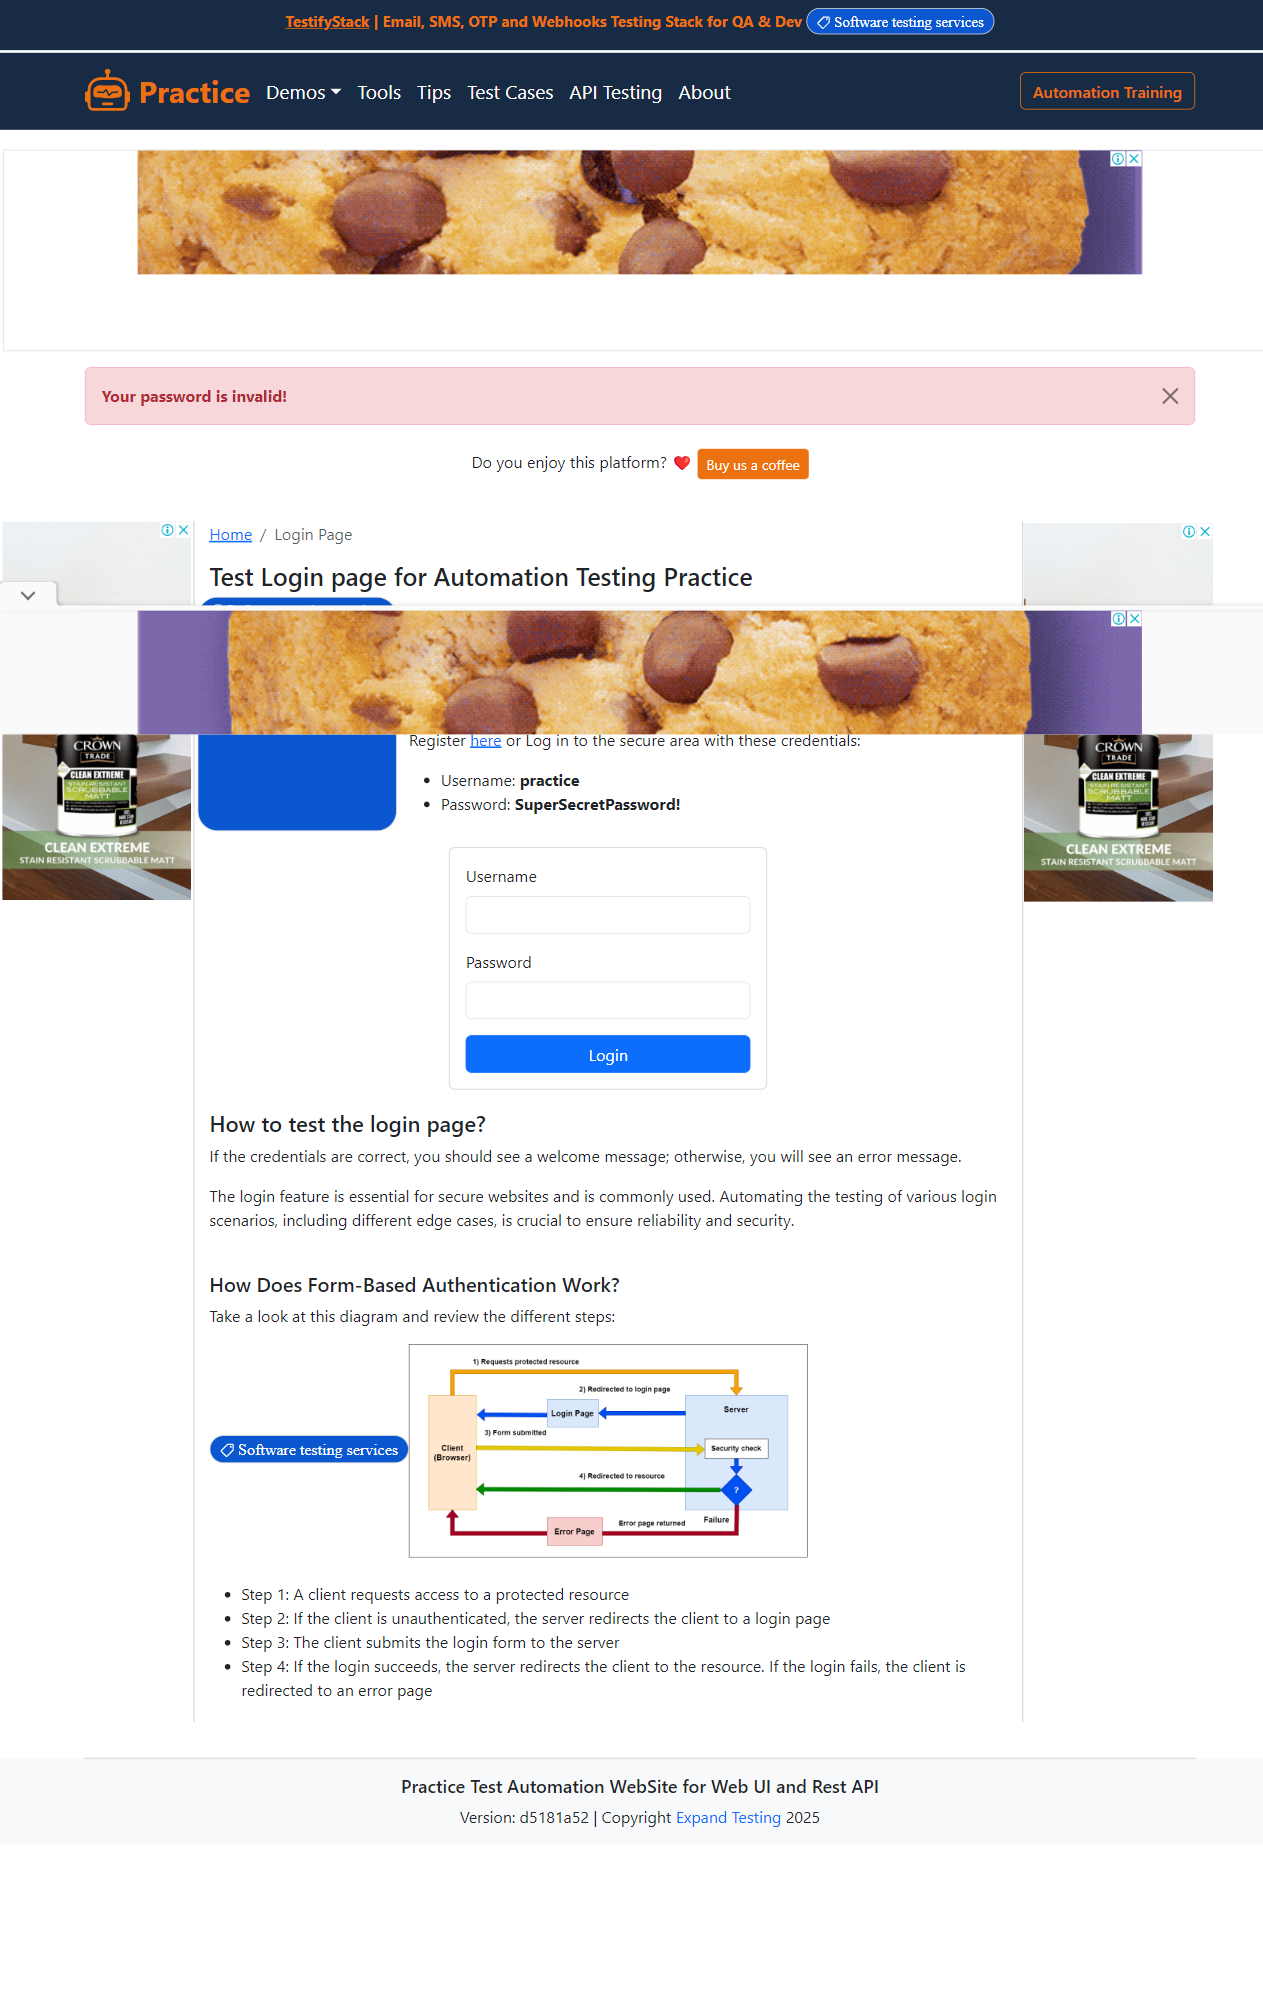 TestifyStack | Email, SMS, OTP and Webhooks Testing Stack for QA & Dev Software testing services
Practice Demos Tools Tips Test Cases API Testing About Automation Training
Your password is invalid!
Do you enjoy this platform? ❤️ Buy us a coffee
Home / Login Page
Test Login page for Automation Testing Practice
Register here or Log in to the secure area with these credentials:
• Username: practice
• Password: SuperSecretPassword!
CROWN
TRADE
CLEAN EXTREME
STAIN RESISTANT
SCRUBBABLE
MATT
CLEAN EXTREME
STAIN RESISTANT SCRUBBABLE MATT
CROWN
TRADE
CLEAN EXTREME
STAIN RESISTANT
SCRUBBABLE
MATT
CLEAN EXTREME
STAIN RESISTANT SCRUBBABLE MATT
Username
Password
Login
How to test the login page?
If the credentials are correct, you should see a welcome message; otherwise, you will see an error message.
The login feature is essential for secure websites and is commonly used. Automating the testing of various login
scenarios, including different edge cases, is crucial to ensure reliability and security.
How Does Form-Based Authentication Work?
Take a look at this diagram and review the different steps:
Software testing services
1) Requests protected resource
2) Redirected to login page
Server
Login Page
3) Form submitted
Client
(Browser)
Security check
4) Redirected to resource
?
Failure
Error page returned
Error Page
• Step 1: A client requests access to a protected resource
• Step 2: If the client is unauthenticated, the server redirects the client to a login page
• Step 3: The client submits the login form to the server
• Step 4: If the login succeeds, the server redirects the client to the resource. If the login fails, the client is
redirected to an error page
Practice Test Automation WebSite for Web UI and Rest API
Version: d5181a52 | Copyright Expand Testing 2025